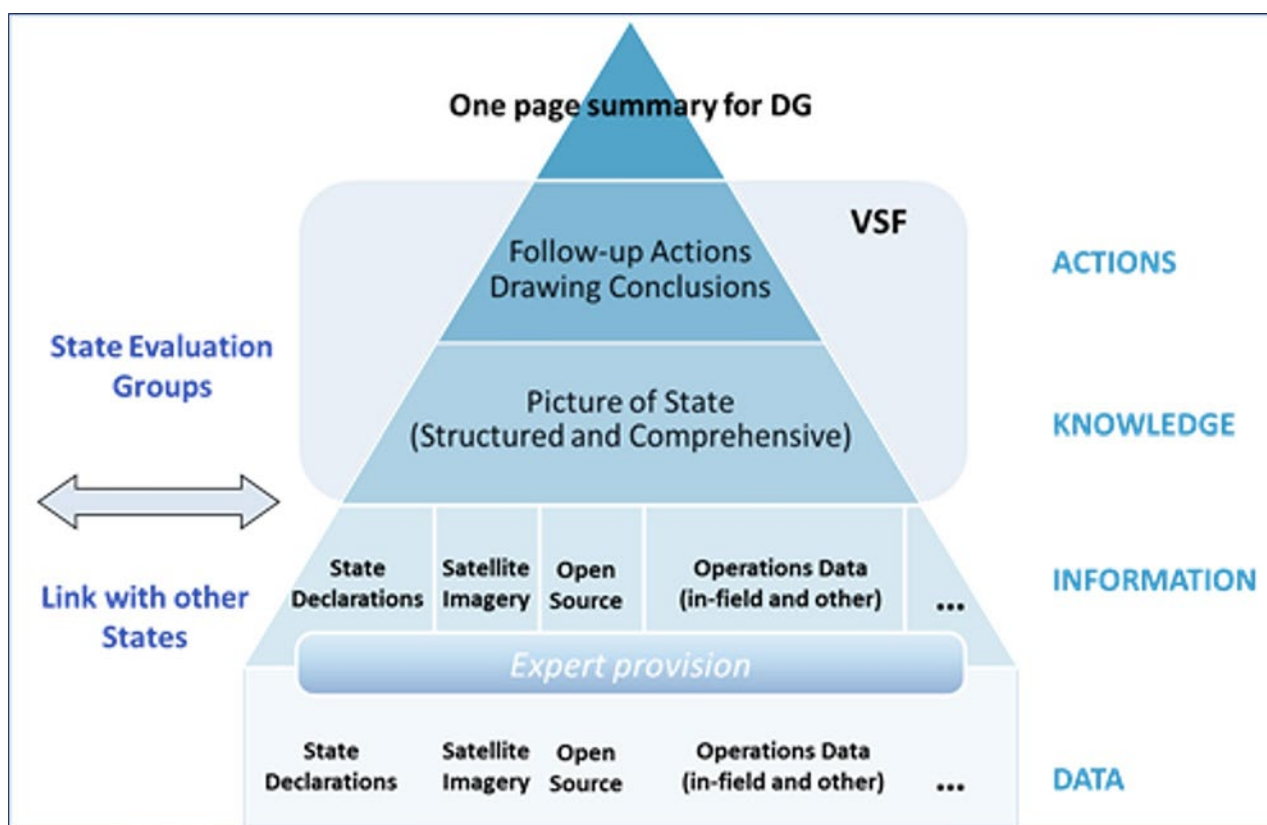 One page summary for DG
VSF
Follow-up Actions
Drawing Conclusions
ACTIONS
State Evaluation
Groups
Picture of State
(Structured and Comprehensive)
KNOWLEDGE
Link with other
States
State
Declarations
Satellite
Imagery
Open
Source
Operations Data
(in-field and other)
...
INFORMATION
Expert provision
State
Declarations
Satellite
Imagery
Open
Source
Operations Data
(in-field and other)
...
DATA